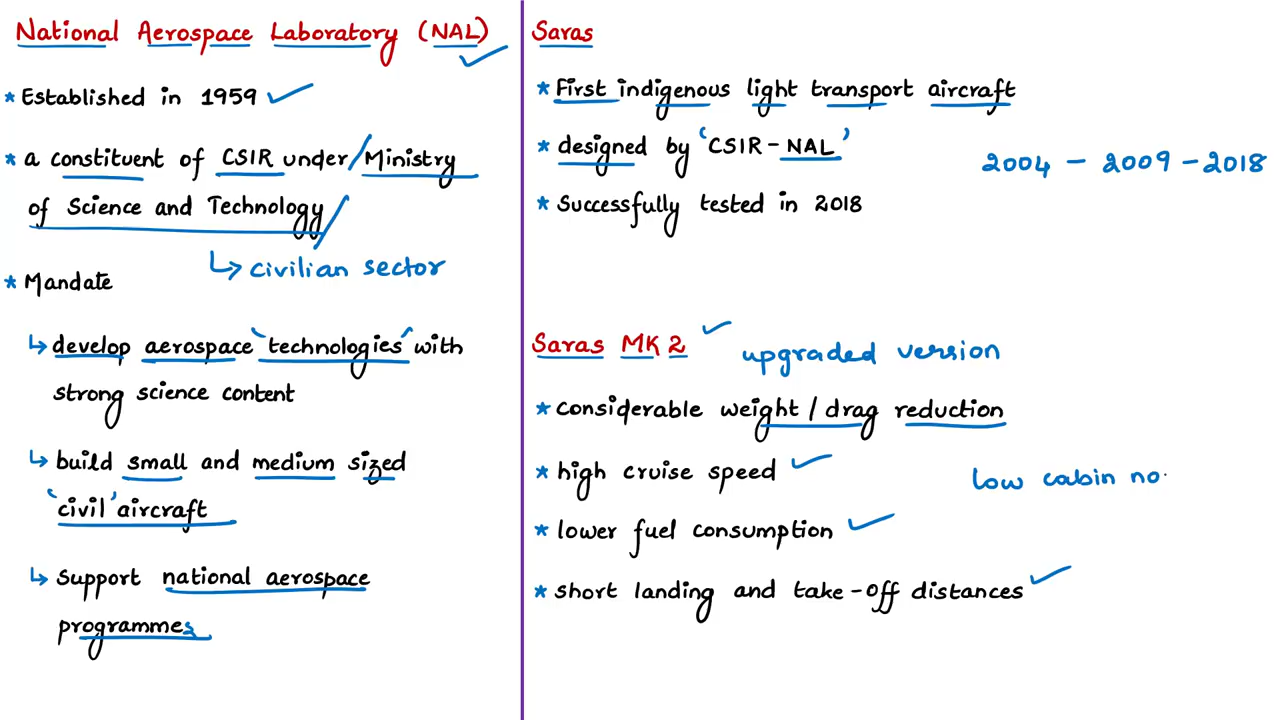 National Aerospace Laboratory (NAL)
* Established in 1959
* a constituent of CSIR under Ministry
of Science and Technology
↳ civilian sector
* Mandate
↳ develop aerospace 'technologies' with
strong science content
↳ build small and medium sized
'civil' aircraft
↳ support national aerospace
programmes
Saras
* First indigenous light transport aircraft
* designed by 'CSIR-NAL'
2004 - 2009 - 2018
* Successfully tested in 2018
Saras MK 2
upgraded version
* considerable weight / drag reduction
* high cruise speed
low cabin no
* lower fuel consumption
* short landing and take-off distances